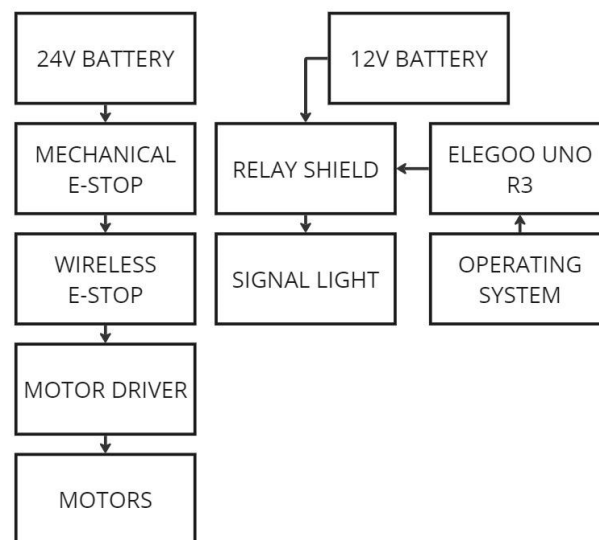 24V BATTERY
12V BATTERY
MECHANICAL
E-STOP
RELAY SHIELD
ELEGOO UNO
R3
WIRELESS
E-STOP
SIGNAL LIGHT
OPERATING
SYSTEM
MOTOR DRIVER
MOTORS